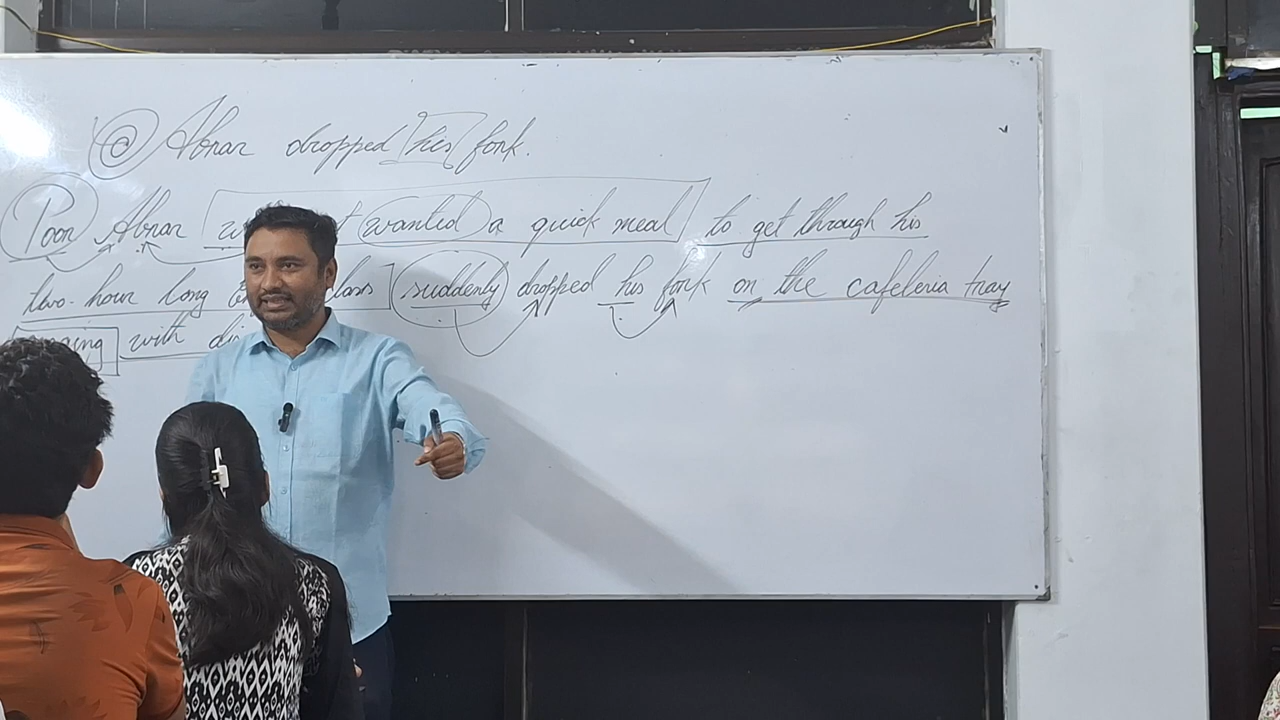 @ Abrar dropped his fork.
Poor Abrar wanted a quick meal to get through his
two-hour long class suddenly dropped his fork on the cafeteria tray
with